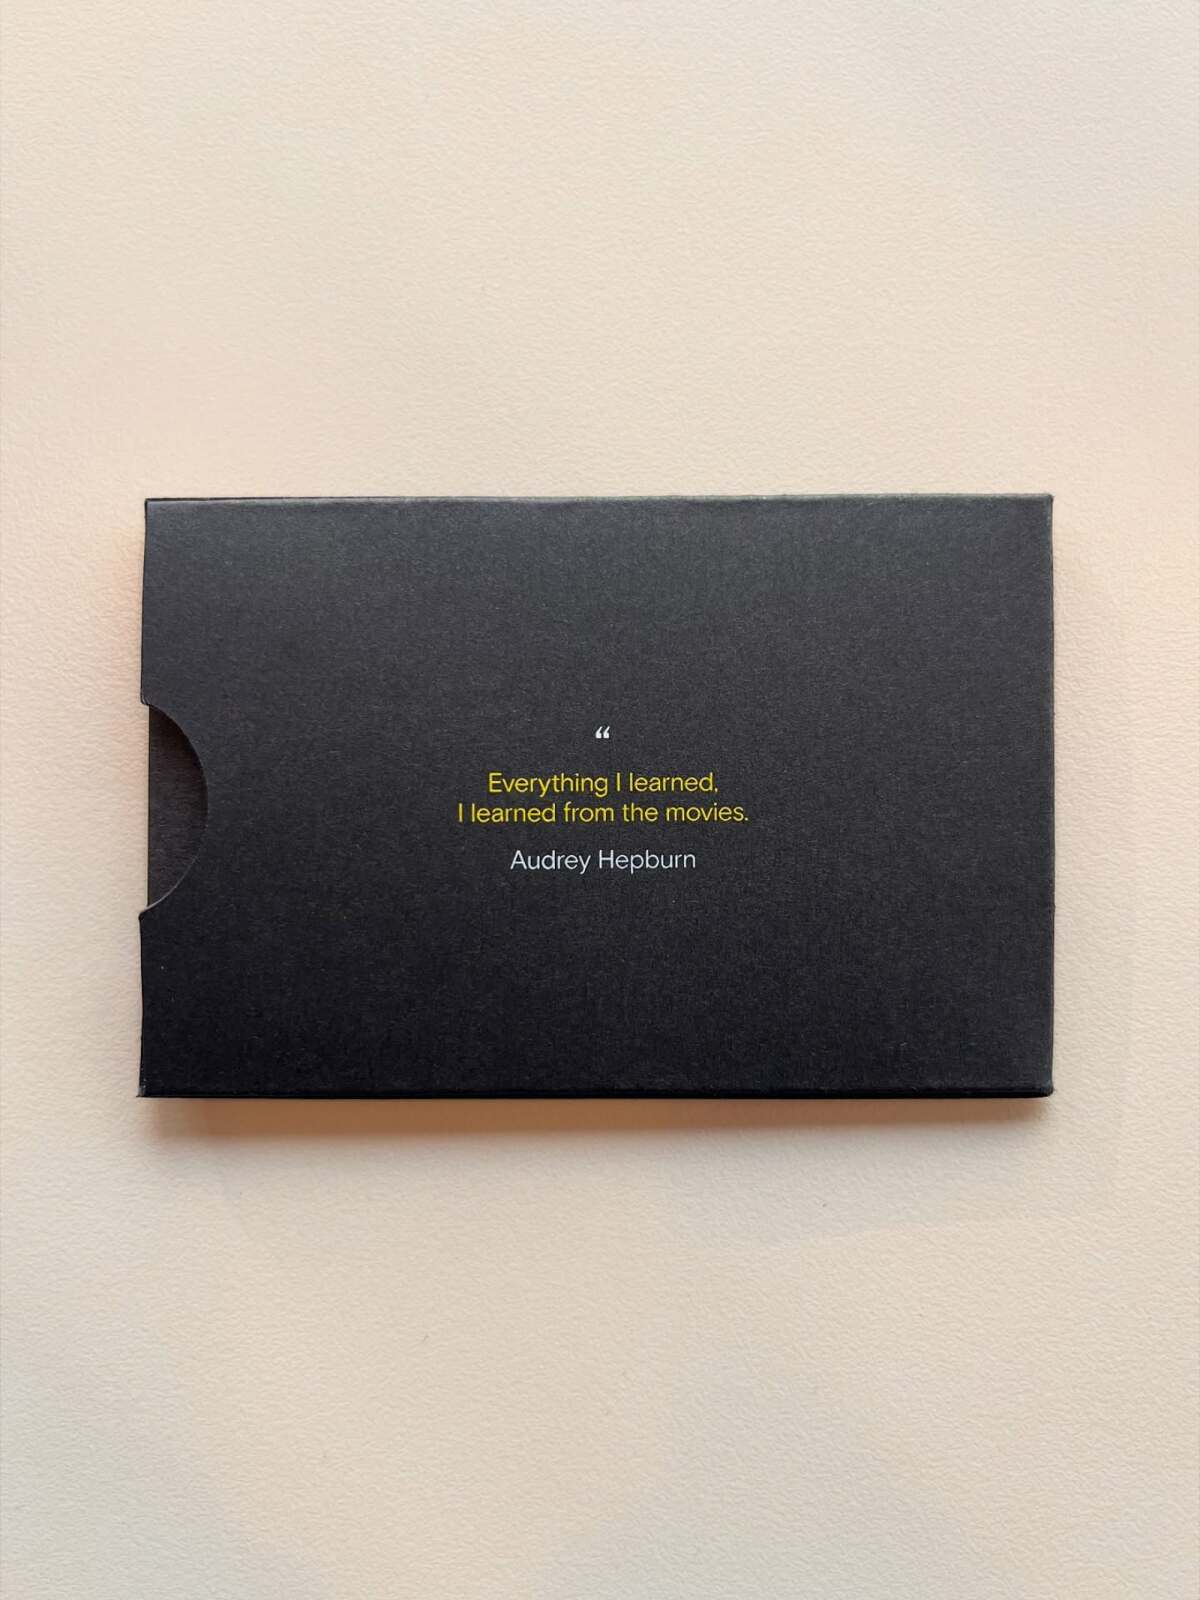 “
Everything I learned,
I learned from the movies.
Audrey Hepburn